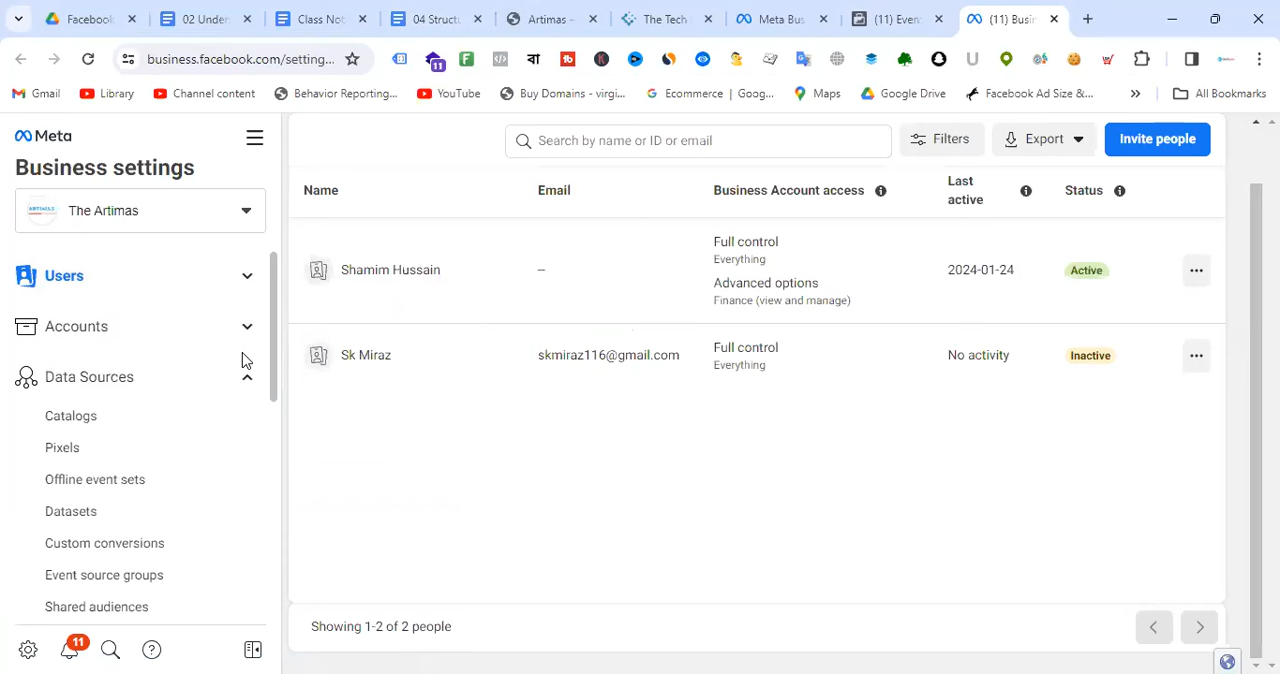 Facebook
02 Under
Class Not
04 Structu
Artimas –
The Tech
Meta Bus
(11) Even
(11) Busin
business.facebook.com/setting...
11
বা
Gmail
Library
Channel content
Behavior Reporting...
YouTube
Buy Domains - virgi...
Ecommerce | Goog...
Maps
Google Drive
Facebook Ad Size &...
All Bookmarks
Meta
Business settings
ARTIMAS
The Artimas
Users
Accounts
Data Sources
Catalogs
Pixels
Offline event sets
Datasets
Custom conversions
Event source groups
Shared audiences
11
Search by name or ID or email
Filters
Export
Invite people
Name
Email
Business Account access
Last
active
Status
Shamim Hussain
--
Full control
Everything
Advanced options
Finance (view and manage)
2024-01-24
Active
Sk Miraz
skmiraz116@gmail.com
Full control
Everything
No activity
Inactive
Showing 1-2 of 2 people